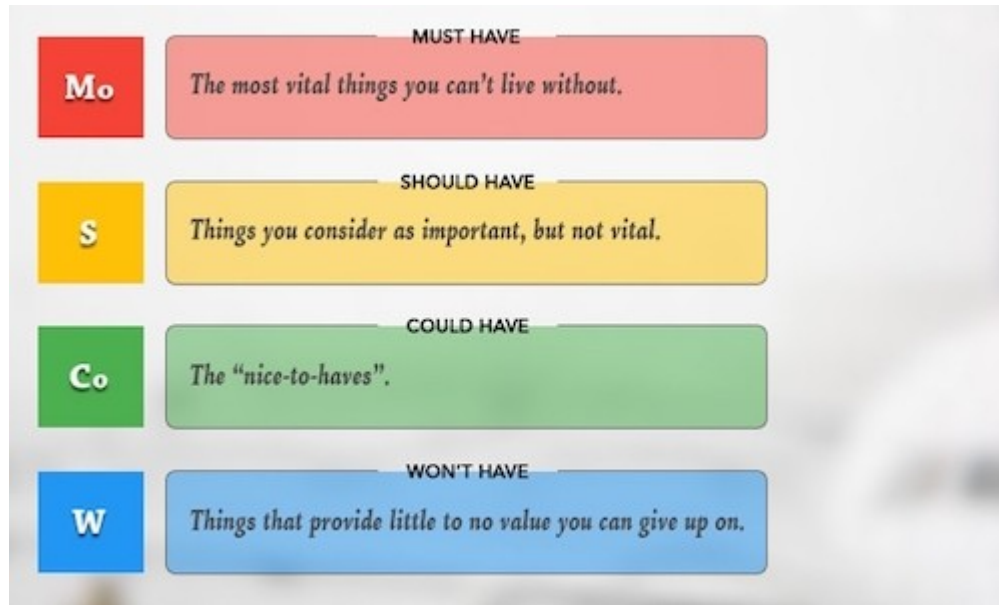 MUST HAVE
Mo
The most vital things you can't live without.
SHOULD HAVE
S
Things you consider as important, but not vital.
COULD HAVE
Co
The “nice-to-haves”.
WON'T HAVE
W
Things that provide little to no value you can give up on.